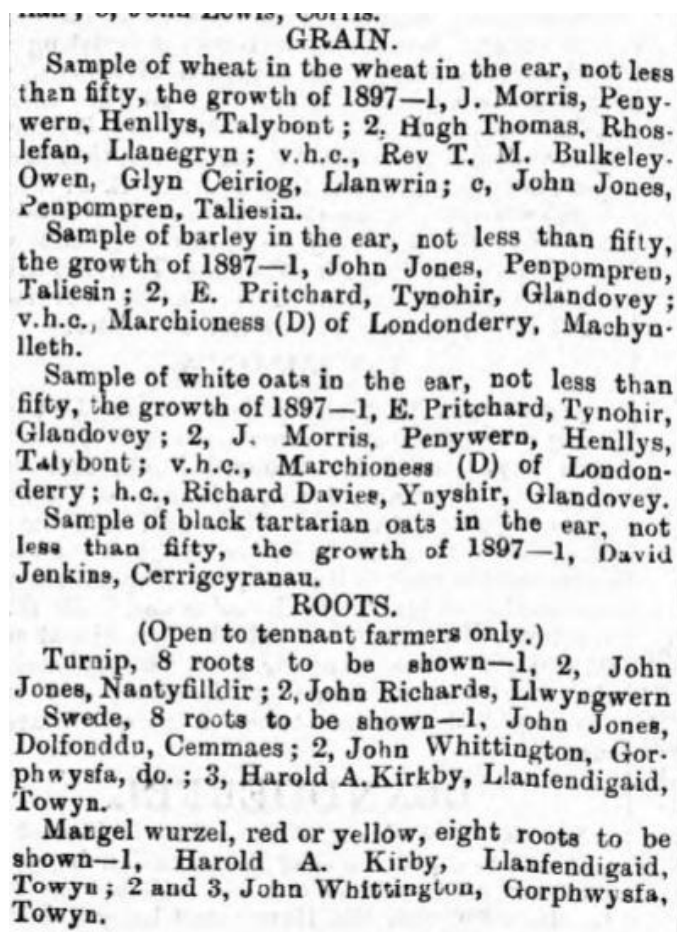 GRAIN.
Sample of wheat in the wheat in the ear, not less
than fifty, the growth of 1897—1, J. Morris, Peny-
wern, Henllys, Talybont ; 2, Hugh Thomas, Rhos-
lefan, Llanegryn ; v.h.c., Rev T. M. Bulkeley-
Owen, Glyn Ceiriog, Llanwrin; c, John Jones,
Penpompren, Taliesin.
Sample of barley in the ear, not less than fifty,
the growth of 1897—1, John Jones, Penpompren,
Taliesin ; 2, E. Pritchard, Tynohir, Glandovey ;
v.h.c., Marchioness (D) of Londonderry, Machyn-
lleth.
Sample of white oats in the ear, not less than
fifty, the growth of 1897—1, E. Pritchard, Tynohir,
Glandovey ; 2, J. Morris, Penywern, Henllys,
Talybont ; v.h.c., Marchioness (D) of London-
derry ; h.c., Richard Davies, Ynyshir, Glandovey.
Sample of black tartarian oats in the ear, not
less than fifty, the growth of 1897—1, David
Jenkins, Cerrigcyranau.
ROOTS.
(Open to tennant farmers only.)
Turnip, 8 roots to be shown—1, 2, John
Jones, Nantyfilldir ; 2, John Richards, Llwyngwern
Swede, 8 roots to be shown—1, John Jones,
Dolfonddu, Cemmaes ; 2, John Whittington, Gor-
phwysfa, do. ; 3, Harold A. Kirkby, Llanfendigaid,
Towyn.
Mangel wurzel, red or yellow, eight roots to be
shown—1, Harold A. Kirby, Llanfendigaid,
Towyn ; 2 and 3, John Whittington, Gorphwysfa,
Towyn.